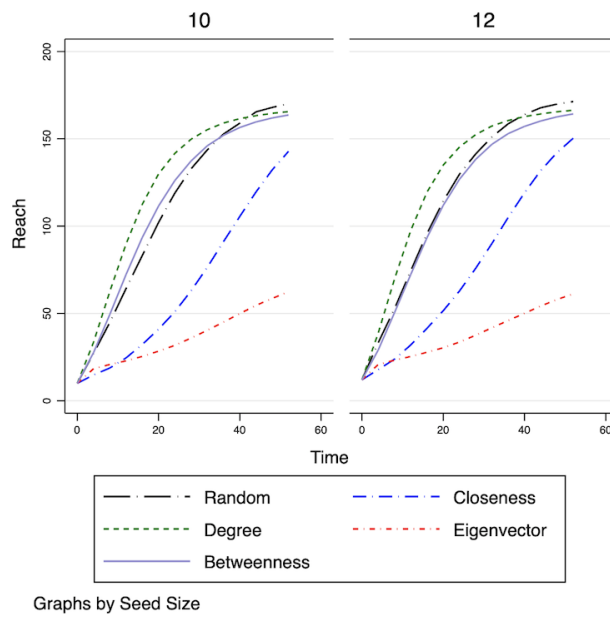 10 12
200
150
100
50
0
Reach
0 20 40 60 0 20 40 60
Time
Random Closeness
Degree Eigenvector
Betweenness
Graphs by Seed Size